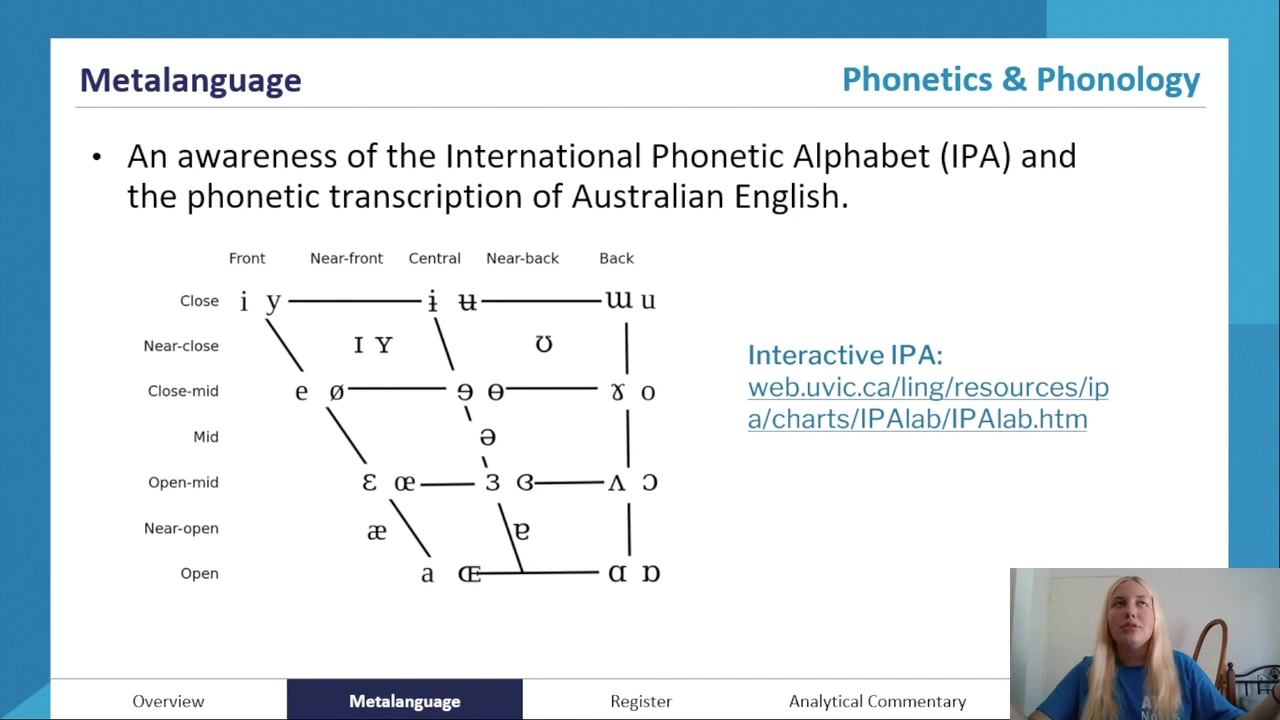 Metalanguage
Phonetics & Phonology
• An awareness of the International Phonetic Alphabet (IPA) and
the phonetic transcription of Australian English.
Front Near-front Central Near-back Back
Close i y ɨ ʉ ɯ u
Near-close ɪ ʏ ʊ
Close-mid e ø ɘ ɵ ɤ o
Mid ə
Open-mid ɛ œ ɜ ɞ ʌ ɔ
Near-open æ ɐ
Open a ɶ ɑ ɒ
Interactive IPA:
web.uvic.ca/ling/resources/ip
a/charts/IPAlab/IPAlab.htm
Overview Metalanguage Register Analytical Commentary